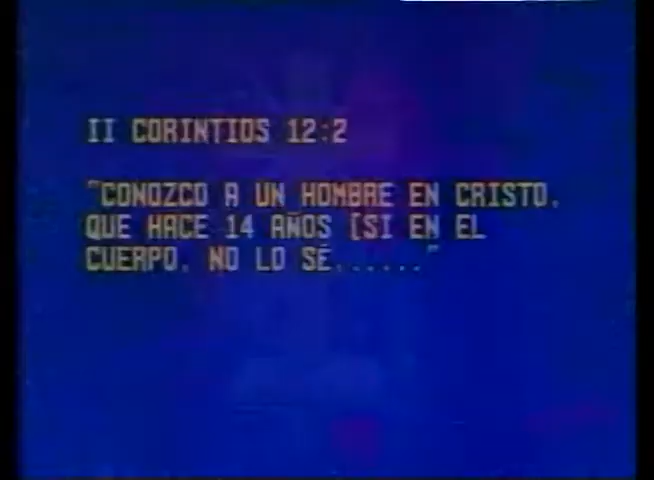 II CORINTIOS 12:2
"CONOZCO A UN HOMBRE EN CRISTO,
QUE HACE 14 AÑOS [SI EN EL
CUERPO, NO LO SÉ......"